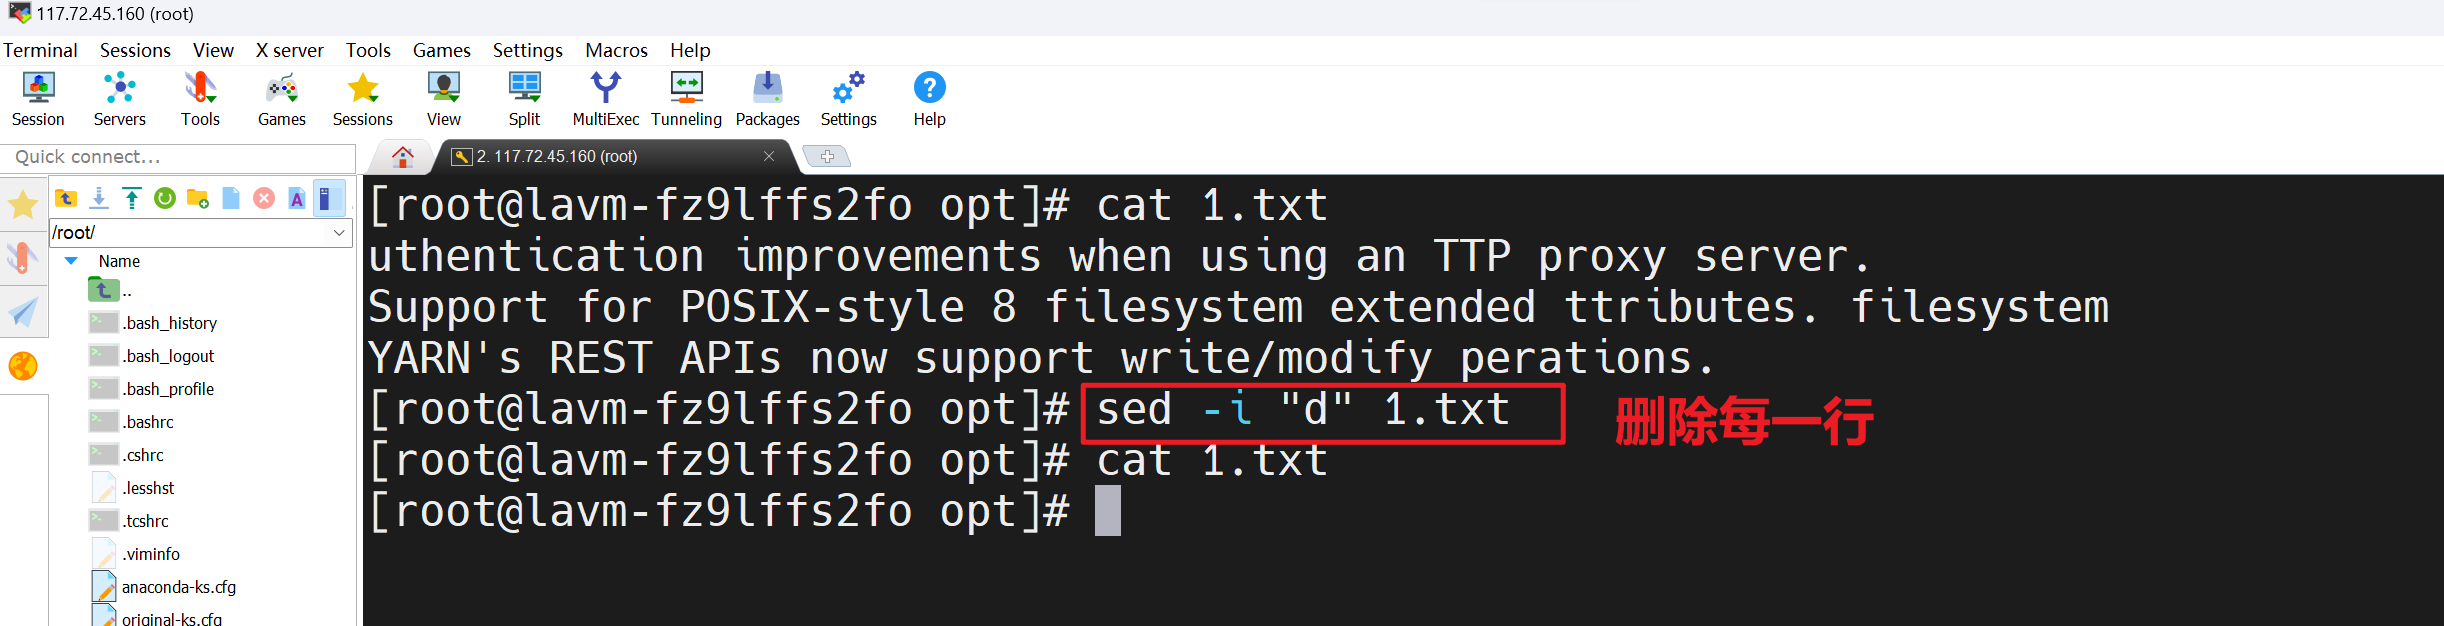 117.72.45.160 (root)
Terminal Sessions View X server Tools Games Settings Macros Help
Session Servers Tools Games Sessions View Split MultiExec Tunneling Packages Settings Help
Quick connect...
2. 117.72.45.160 (root)
/root/
Name
..
.bash_history
.bash_logout
.bash_profile
.bashrc
.cshrc
.lesshst
.tcshrc
.viminfo
anaconda-ks.cfg
original-ks.cfg
[root@lavm-fz9lffs2fo opt]# cat 1.txt
uthentication improvements when using an TTP proxy server.
Support for POSIX-style 8 filesystem extended ttributes. filesystem
YARN's REST APIs now support write/modify perations.
[root@lavm-fz9lffs2fo opt]# sed -i "d" 1.txt 删除每一行
[root@lavm-fz9lffs2fo opt]# cat 1.txt
[root@lavm-fz9lffs2fo opt]#